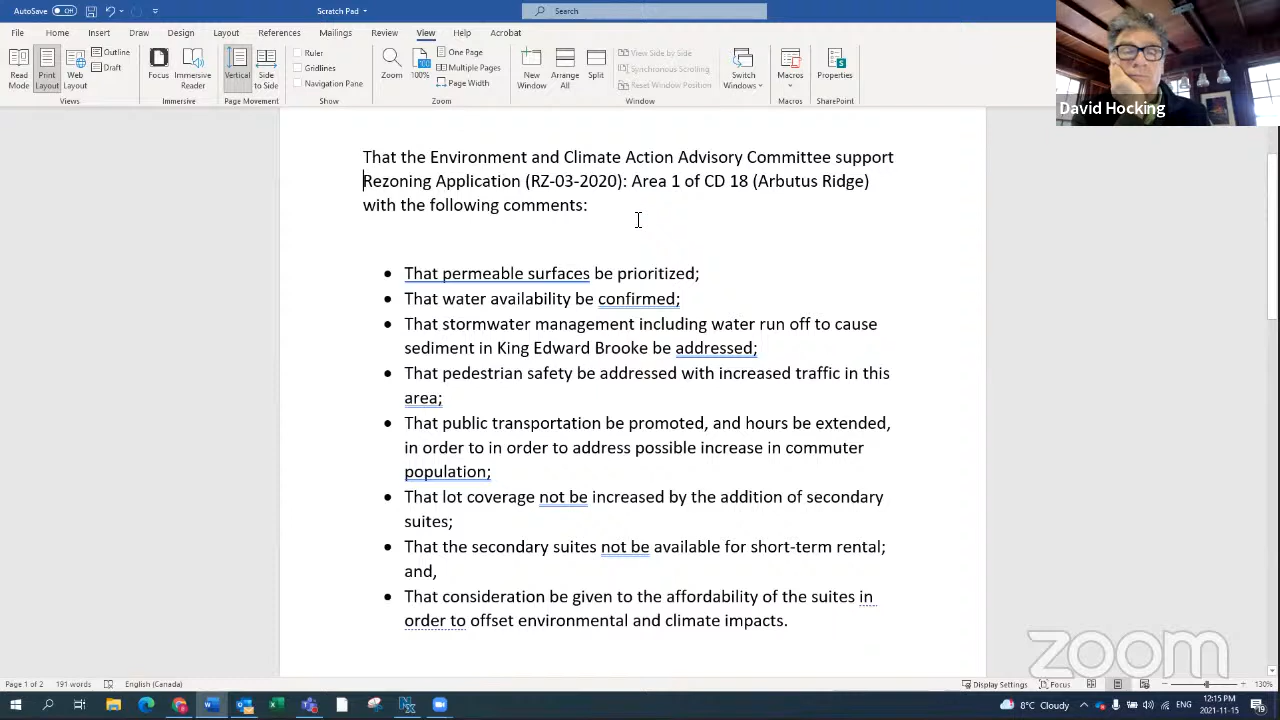 Search
File Home Insert Draw Design Layout References Mailings Review View Help Acrobat
Read Mode
Print Layout
Web Layout
Outline
Draft
Views
Focus
Immersive Reader
Immersive
Vertical
Side to Side
Page Movement
Ruler
Gridlines
Navigation Pane
Show
Zoom
100%
One Page
Multiple Pages
Page Width
Zoom
New Window
Arrange All
Split
View Side by Side
Synchronous Scrolling
Reset Window Position
Window
Switch Windows
Macros
Macros
Properties
SharePoint
David Hocking
That the Environment and Climate Action Advisory Committee support
Rezoning Application (RZ-03-2020): Area 1 of CD 18 (Arbutus Ridge)
with the following comments:
• That permeable surfaces be prioritized;
• That water availability be confirmed;
• That stormwater management including water run off to cause
sediment in King Edward Brooke be addressed;
• That pedestrian safety be addressed with increased traffic in this
area;
• That public transportation be promoted, and hours be extended,
in order to in order to address possible increase in commuter
population;
• That lot coverage not be increased by the addition of secondary
suites;
• That the secondary suites not be available for short-term rental;
and,
• That consideration be given to the affordability of the suites in
order to offset environmental and climate impacts.
zoom
Page 1 of 2 191 words English (Canada) Display Settings Focus 130%
8°C Cloudy ENG 12:15 PM
2021-11-15